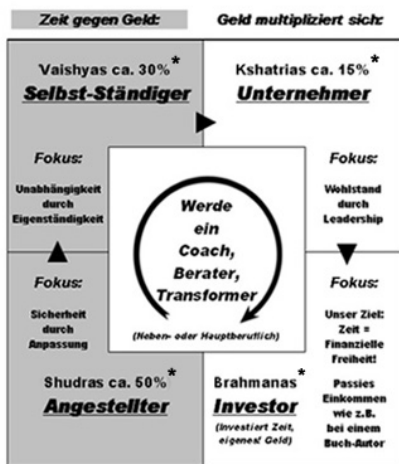 Zeit gegen Geld:
Geld multipliziert sich:
Vaishyas ca. 30%*
Selbst-Ständiger
Kshatrias ca. 15%*
Unternehmer
Fokus:
Unabhängigkeit
durch
Eigenständigkeit
Fokus:
Wohlstand
durch
Leadership
Werde
ein
Coach,
Berater,
Transformer
(Neben- oder Hauptberuflich)
Fokus:
Sicherheit
durch
Anpassung
Shudras ca. 50%*
Angestellter
Brahmanas*
Investor
(Investiert Zeit,
eigenes! Geld)
Fokus:
Unser Ziel:
Zeit =
Finanzielle
Freiheit!
Passies
Einkommen
wie z.B.
bei einem
Buch-Autor